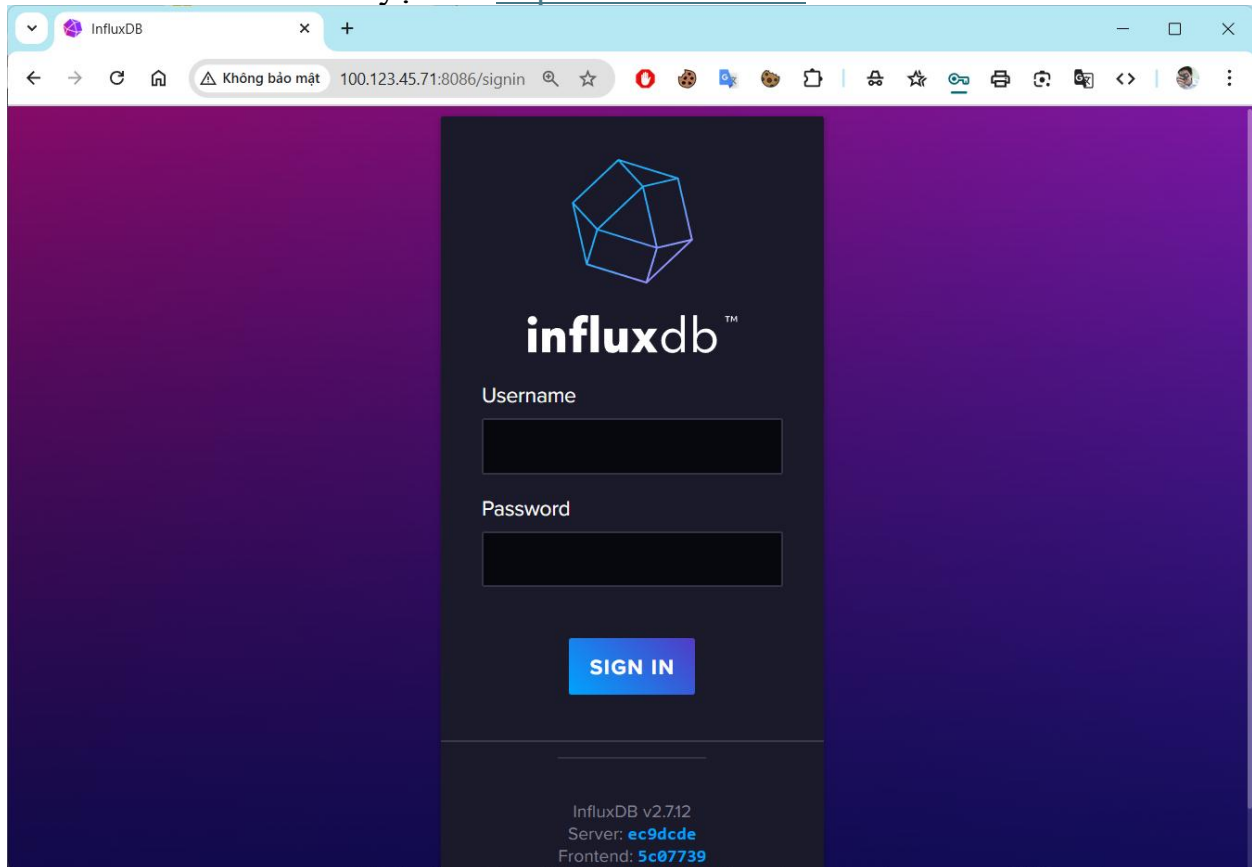 InfluxDB
Không bảo mật 100.123.45.71:8086/signin
influxdb™
Username
Password
SIGN IN
InfluxDB v2.7.12
Server: ec9dcde
Frontend: 5c07739